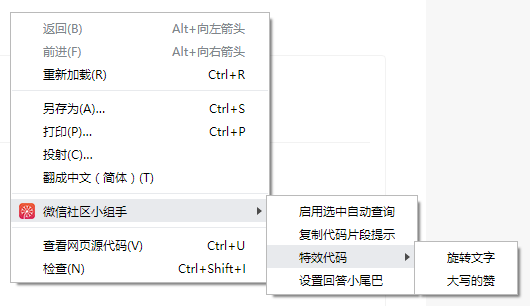 返回(B) Alt+向左箭头
前进(F) Alt+向右箭头
重新加载(R) Ctrl+R
另存为(A)... Ctrl+S
打印(P)... Ctrl+P
投射(C)...
翻成中文（简体）(T)
微信社区小组手
启用选中自动查询
复制代码片段提示
查看网页源代码(V) Ctrl+U
特效代码
旋转文字
检查(N) Ctrl+Shift+I
设置回答小尾巴
大写的赞